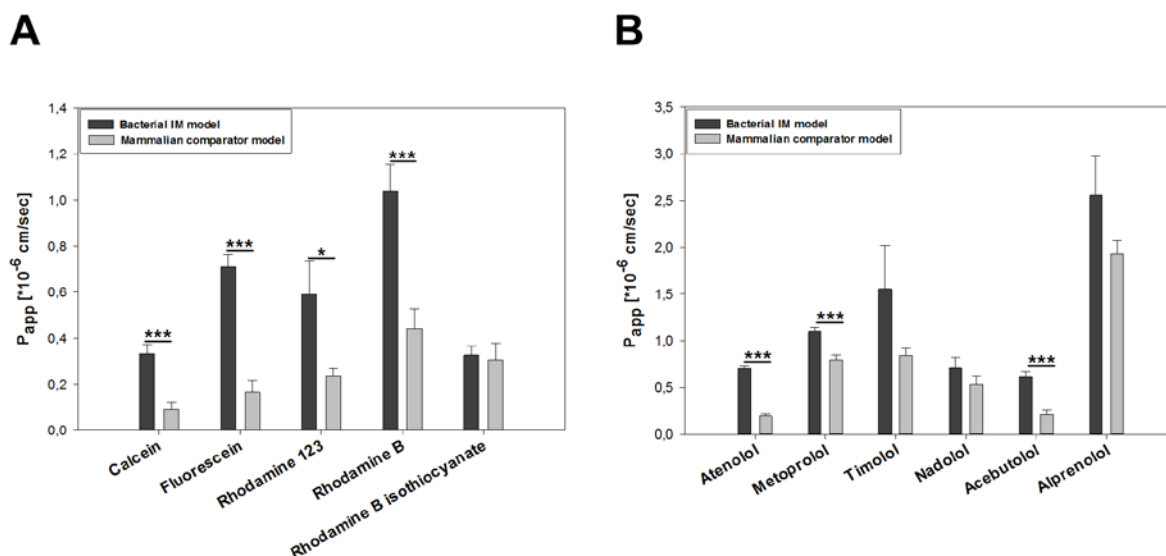 A
P_app [*10^-6 cm/sec]
1,4
1,2
1,0
0,8
0,6
0,4
0,2
0,0
Bacterial IM model
Mammalian comparator model
***
***
*
***
Calcein
Fluorescein
Rhodamine 123
Rhodamine B
Rhodamine B isothiocyanate
B
P_app [*10^-6 cm/sec]
3,5
3,0
2,5
2,0
1,5
1,0
0,5
0,0
Bacterial IM model
Mammalian comparator model
***
***
***
Atenolol
Metoprolol
Timolol
Nadolol
Acebutolol
Alprenolol